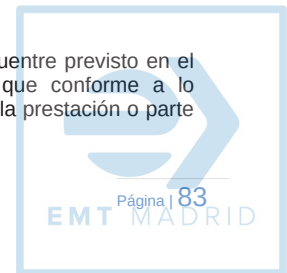 uentre previsto en el
que conforme a lo
la prestación o parte
Página | 83
EMT MADRID